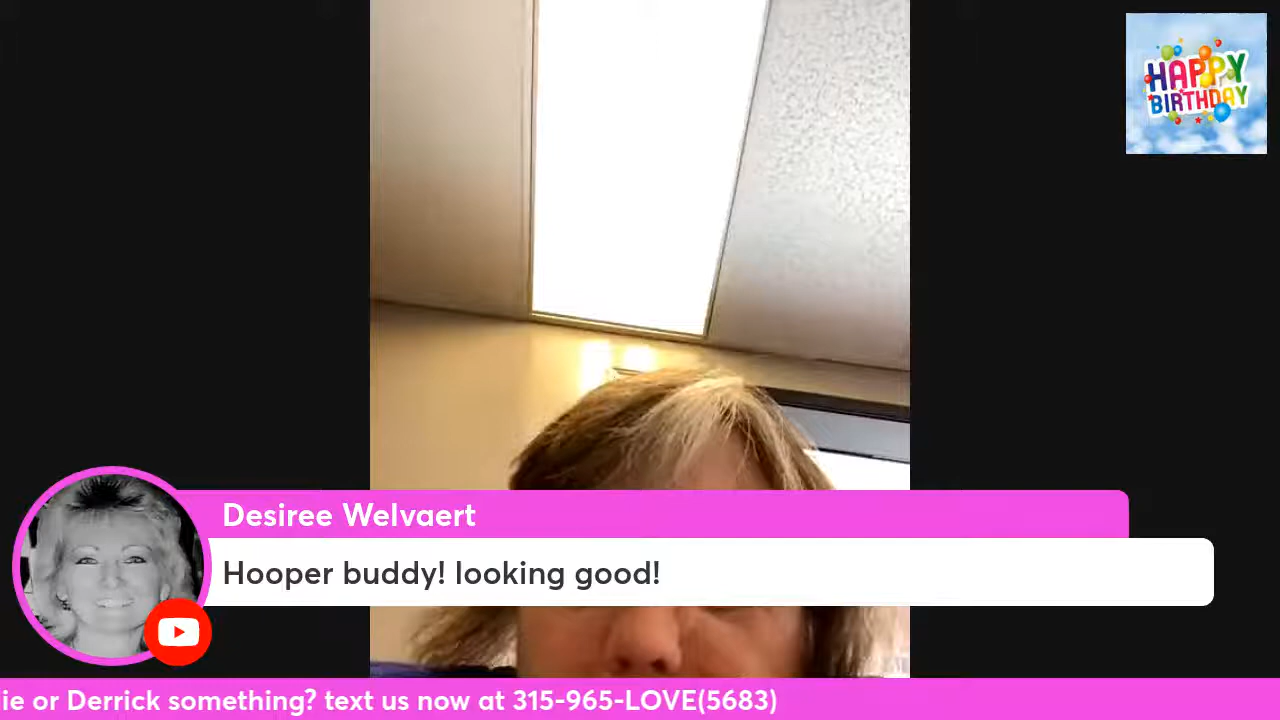 HAPPY
BIRTHDAY
Desiree Welvaert
Hooper buddy! looking good!
ie or Derrick something? text us now at 315-965-LOVE(5683)